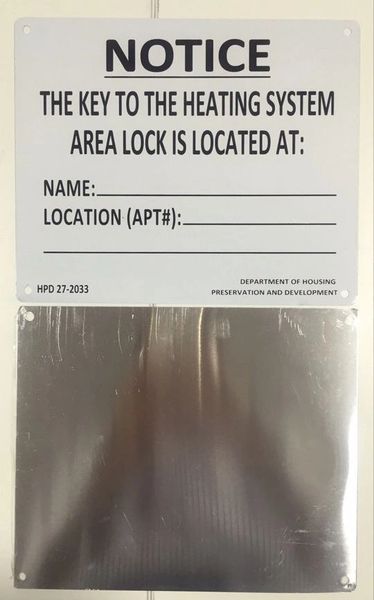 NOTICE
THE KEY TO THE HEATING SYSTEM
AREA LOCK IS LOCATED AT:
NAME:
LOCATION (APT#):
HPD 27-2033
DEPARTMENT OF HOUSING
PRESERVATION AND DEVELOPMENT